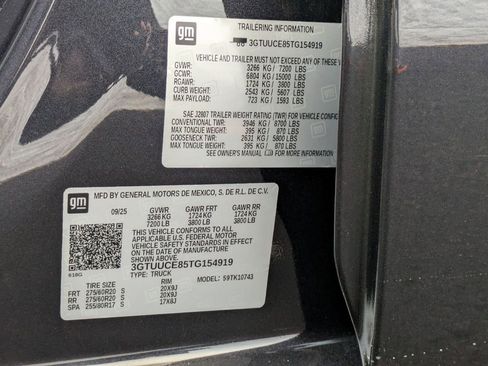 gm
TRAILERING INFORMATION
3GTUUCE85TG154919
VEHICLE AND TRAILER MUST NOT EXCEED ANY OF THESE
GVWR: 3266 KG / 7200 LBS
GCWR: 6804 KG / 15000 LBS
RGAWR: 1724 KG / 3800 LBS
CURB WEIGHT: 2543 KG / 5607 LBS
MAX PAYLOAD: 723 KG / 1593 LBS
SAE J2807 TRAILER WEIGHT RATING (TWR) FOR VEHICLE CONFIG
CONVENTIONAL TWR: 3946 KG / 8700 LBS
MAX TONGUE WEIGHT: 395 KG / 870 LBS
GOOSENECK TWR: 2631 KG / 5800 LBS
MAX TONGUE WEIGHT: 395 KG / 870 LBS
SEE OWNER'S MANUAL FOR MORE INFORMATION
gm
MFD BY GENERAL MOTORS DE MEXICO, S. DE R.L. DE C.V.
09/25 GVWR GAWR FRT GAWR RR
3266 KG 1724 KG 1724 KG
7200 LB 3800 LB 3800 LB
THIS VEHICLE CONFORMS TO ALL
APPLICABLE U.S. FEDERAL MOTOR
VEHICLE SAFETY STANDARDS IN EFFECT
ON THE DATE OF MANUFACTURE
SHOWN ABOVE.
3GTUUCE85TG154919
TYPE: TRUCK MODEL: 59TK10743
TIRE SIZE RIM
FRT 275/60R20 S 20X9J
RR 275/60R20 S 20X9J
SPA 255/80R17 S 17X8J